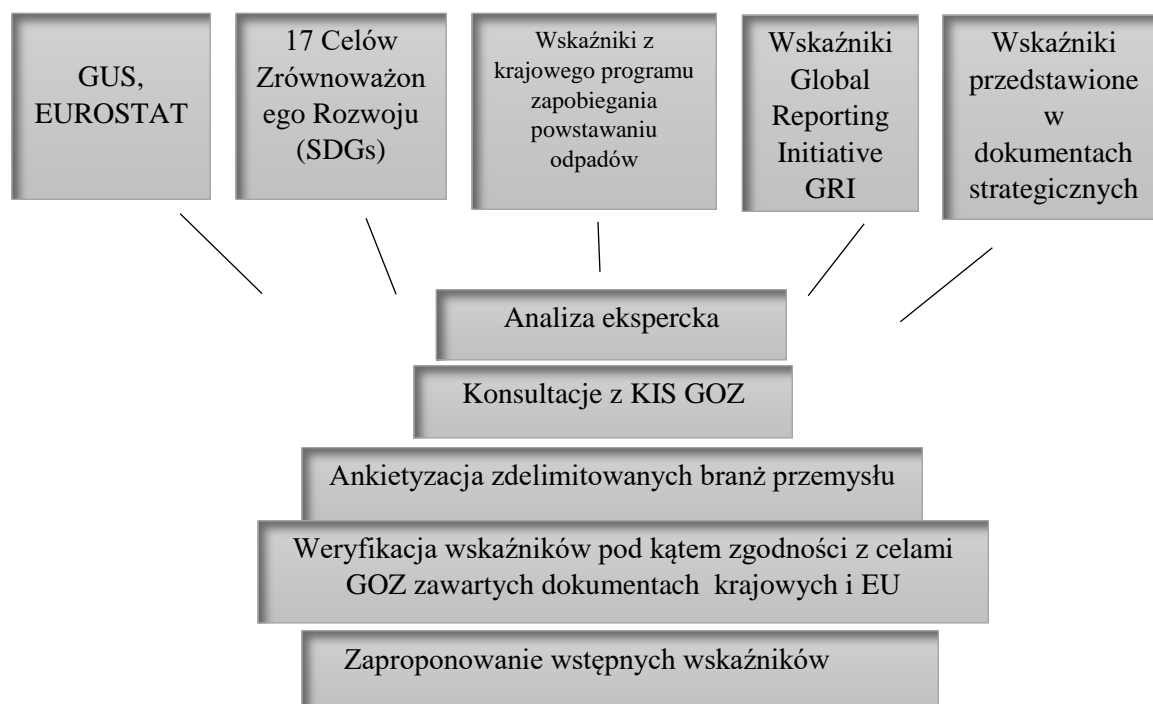 GUS,
EUROSTAT
17 Celów
Zrównoważon
ego Rozwoju
(SDGs)
Wskaźniki z
krajowego programu
zapobiegania
powstawaniu
odpadów
Wskaźniki
Global
Reporting
Initiative
GRI
Wskaźniki
przedstawione
w
dokumentach
strategicznych
Analiza ekspercka
Konsultacje z KIS GOZ
Ankietyzacja zdelimitowanych branż przemysłu
Weryfikacja wskaźników pod kątem zgodności z celami
GOZ zawartych dokumentach krajowych i EU
Zaproponowanie wstępnych wskaźników